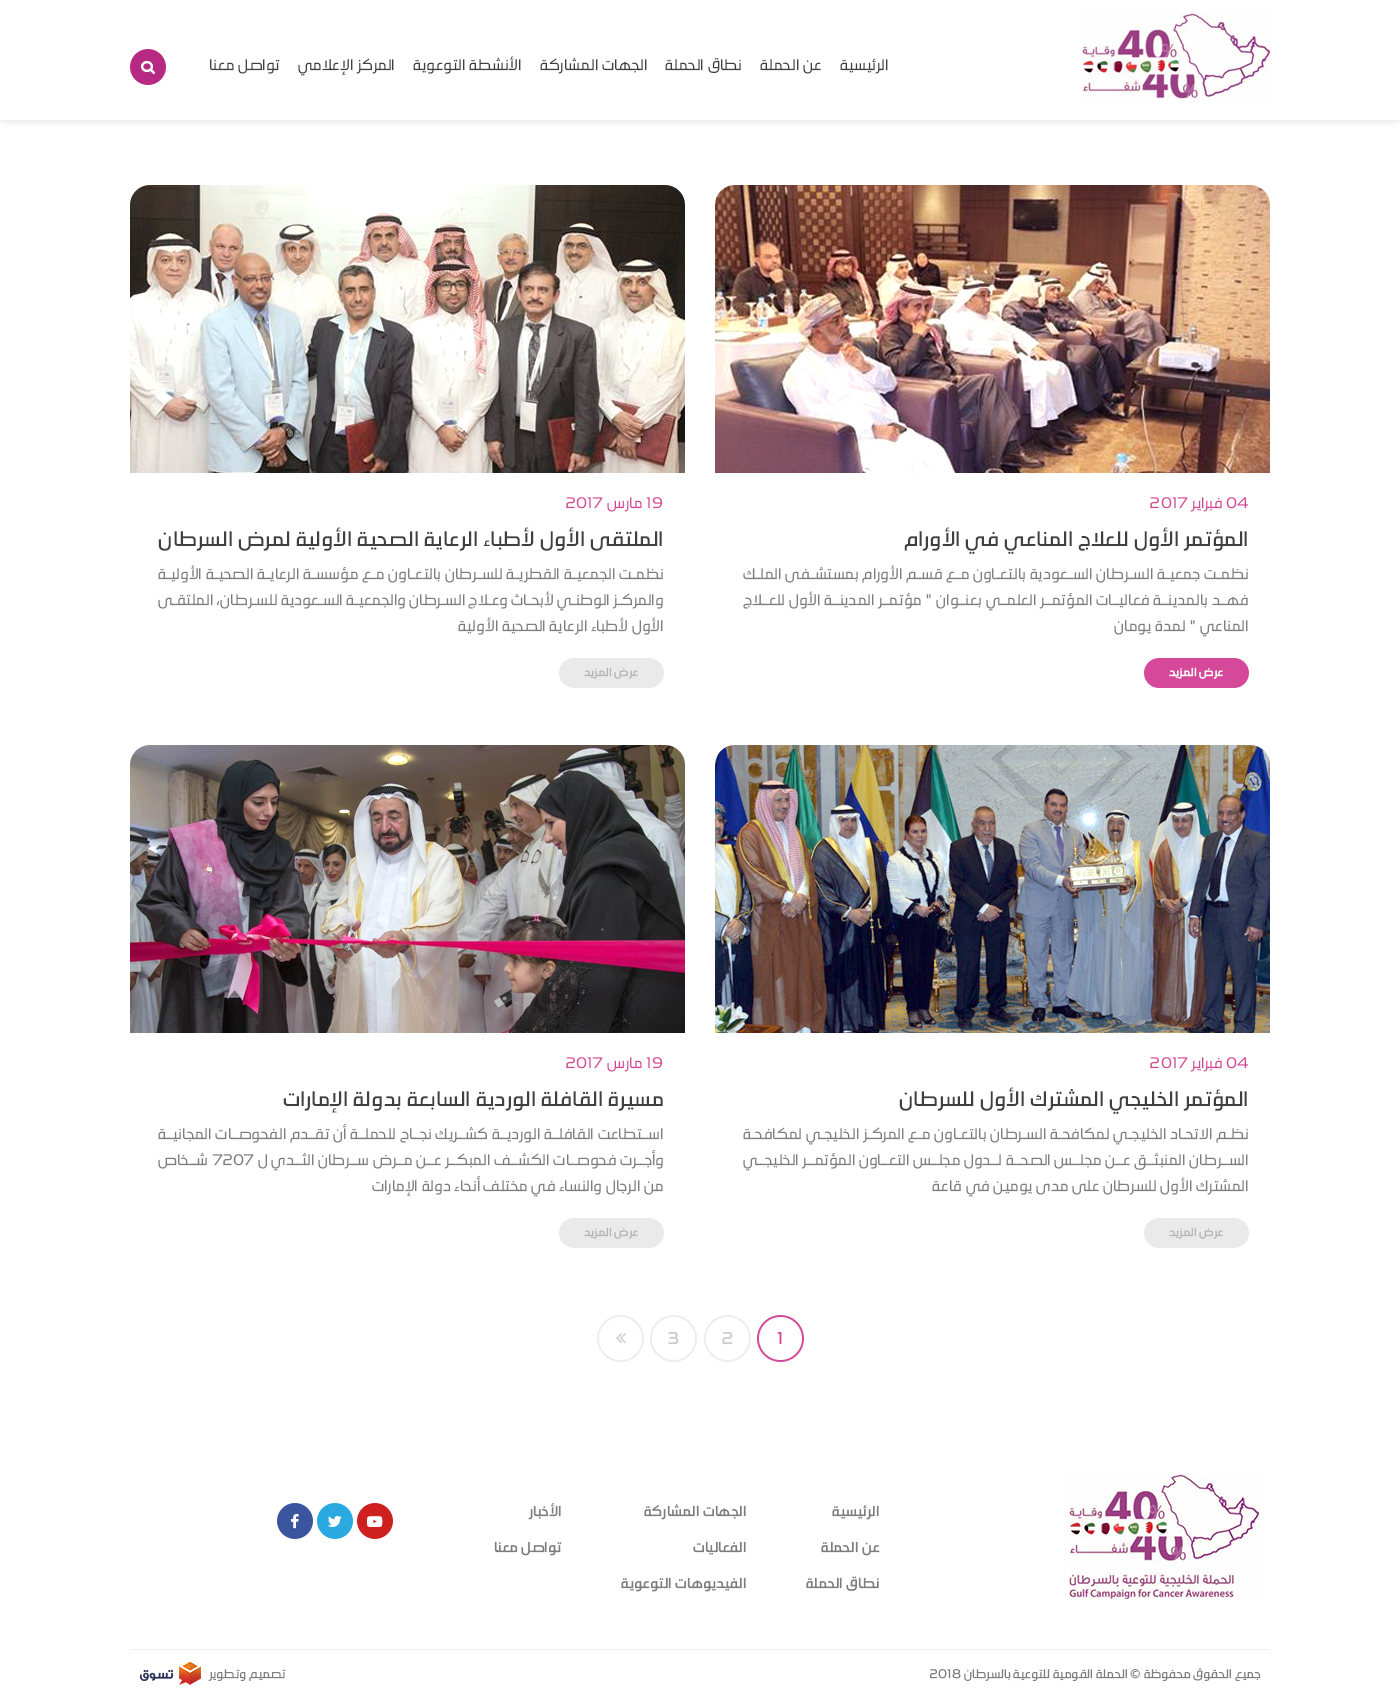 40% وقاية
40% شفاء
الرئيسية
عن الحملة
نطاق الحملة
الجهات المشاركة
الأنشطة التوعوية
المركز الإعلامي
تواصل معنا
04 فبراير 2017
المؤتمر الأول للعلاج المناعي في الأورام
نظمت جمعية السرطان السعودية بالتعاون مع قسم الأورام بمستشفى الملك
فهد بالمدينة فعاليات المؤتمر العلمي بعنوان " مؤتمر المدينة الأول للعلاج
المناعي " لمدة يومان
عرض المزيد
19 مارس 2017
الملتقى الأول لأطباء الرعاية الصحية الأولية لمرض السرطان
نظمت الجمعية القطرية للسرطان بالتعاون مع مؤسسة الرعاية الصحية الأولية
والمركز الوطني لأبحاث وعلاج السرطان والجمعية السعودية للسرطان، الملتقى
الأول لأطباء الرعاية الصحية الأولية
عرض المزيد
04 فبراير 2017
المؤتمر الخليجي المشترك الأول للسرطان
نظم الاتحاد الخليجي لمكافحة السرطان بالتعاون مع المركز الخليجي لمكافحة
السرطان المنبثق عن مجلس الصحة لدول مجلس التعاون المؤتمر الخليجي
المشترك الأول للسرطان على مدى يومين في قاعة
عرض المزيد
19 مارس 2017
مسيرة القافلة الوردية السابعة بدولة الإمارات
استطاعت القافلة الوردية كشريك نجاح للحملة أن تقدم الفحوصات المجانية
وأجرت فحوصات الكشف المبكر عن مرض سرطان الثدي ل 7207 شخاص
من الرجال والنساء في مختلف أنحاء دولة الإمارات
عرض المزيد
1
2
3
»
40% وقاية
40% شفاء
الحملة الخليجية للتوعية بالسرطان
Gulf Campaign for Cancer Awareness
الرئيسية
عن الحملة
نطاق الحملة
الجهات المشاركة
الفعاليات
الفيديوهات التوعوية
الأخبار
تواصل معنا
جميع الحقوق محفوظة © الحملة القومية للتوعية بالسرطان 2018
تصميم وتطوير
تسوق